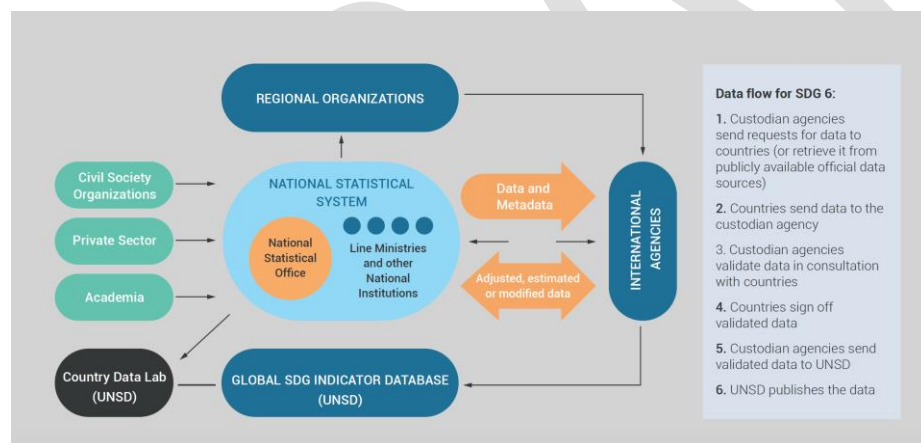 REGIONAL ORGANIZATIONS
Civil Society
Organizations
Private Sector
Academia
NATIONAL STATISTICAL
SYSTEM
National
Statistical
Office
Line Ministries
and other
National
Institutions
Data and
Metadata
Adjusted, estimated
or modified data
INTERNATIONAL
AGENCIES
Country Data Lab
(UNSD)
GLOBAL SDG INDICATOR DATABASE
(UNSD)
Data flow for SDG 6:
1. Custodian agencies
send requests for data to
countries (or retrieve it from
publicly available official data
sources)
2. Countries send data to the
custodian agency
3. Custodian agencies
validate data in consultation
with countries
4. Countries sign off
validated data
5. Custodian agencies send
validated data to UNSD
6. UNSD publishes the data